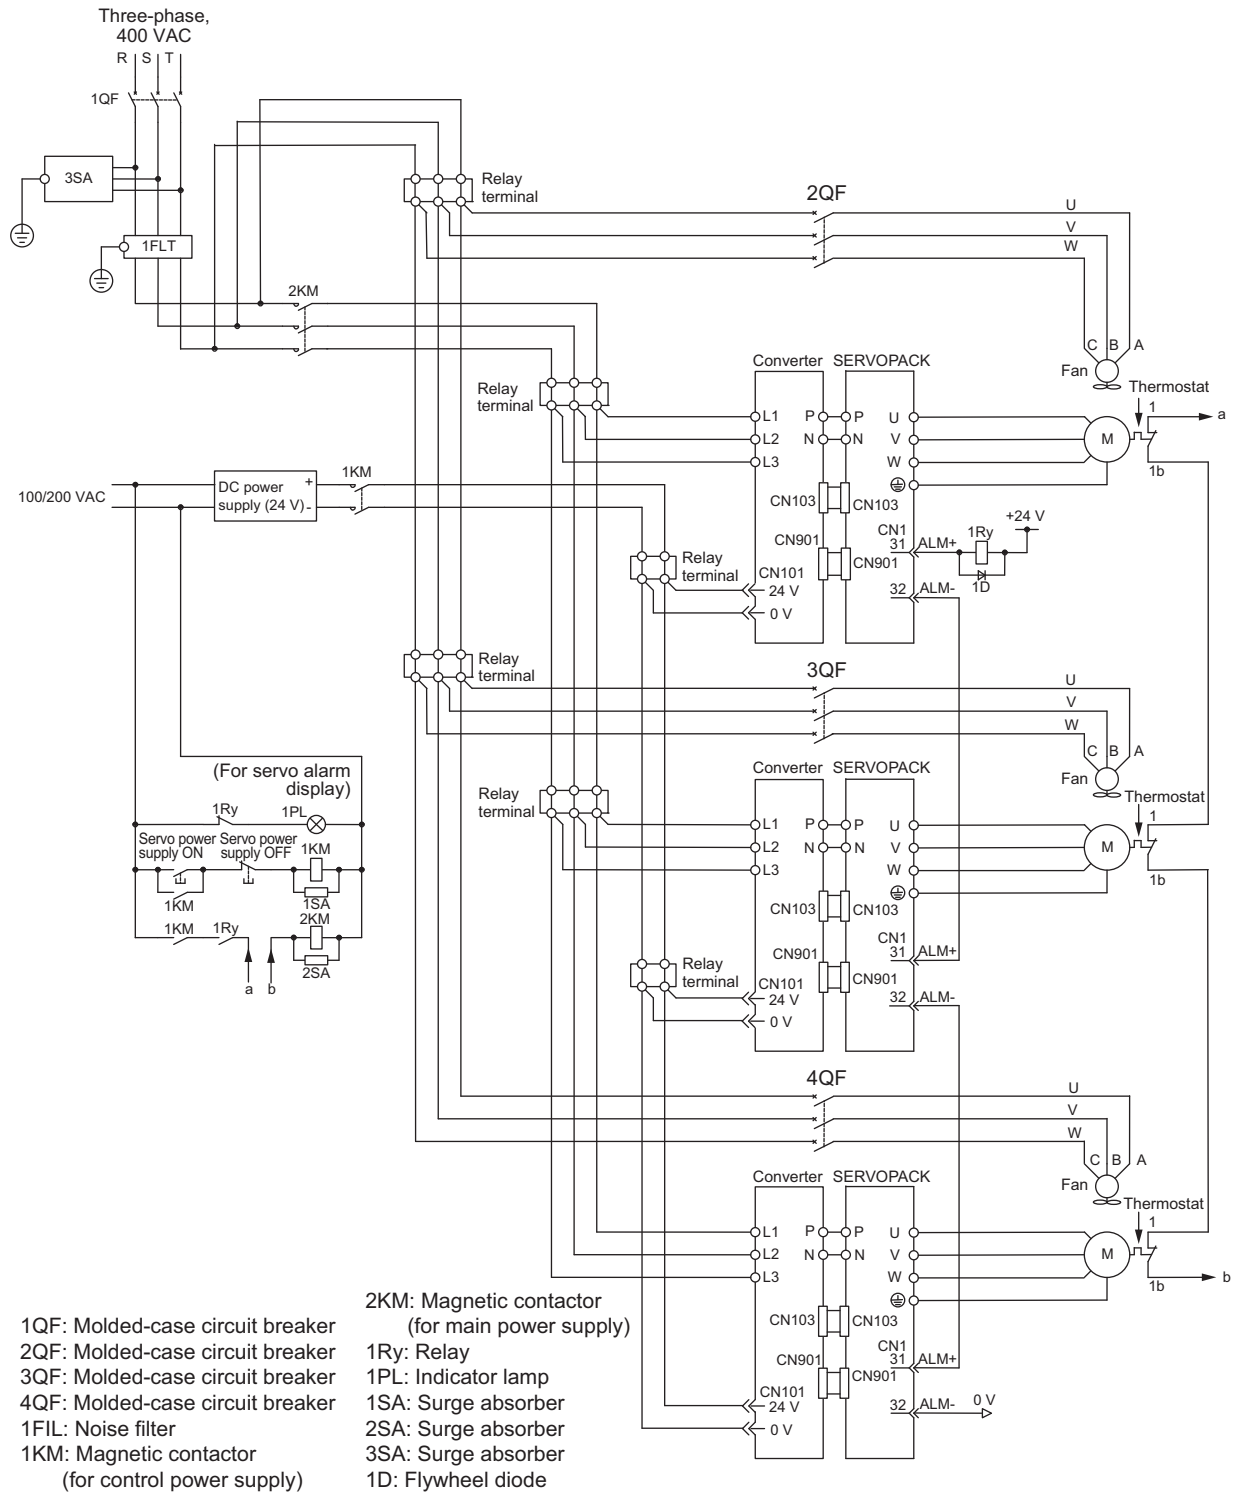 Three-phase,
400 VAC
R S T
1QF
3SA
1FLT
Relay
terminal
2QF
U
V
W
2KM
C B A
Fan
Converter SERVOPACK
Thermostat
Relay
terminal
L1 P P U
L2 N N V M
L3 W
1 a
1b
100/200 VAC
DC power +
supply (24 V) -
1KM
CN103 CN103
CN901 CN901
CN1
31 ALM+ 1Ry +24 V
1D
Relay
terminal
CN101
24 V
0 V
32 ALM-
Relay
terminal
3QF
U
V
W
C B A
Fan
Converter SERVOPACK
Thermostat
Relay
terminal
L1 P P U
L2 N N V M
L3 W
1
1b
(For servo alarm
display)
1Ry 1PL
Servo power Servo power
supply ON supply OFF 1KM
1KM 1SA
1KM 1Ry 2KM
2SA
a b
CN103 CN103
CN901 CN901
CN1
31 ALM+
Relay
terminal
CN101
24 V
0 V
32 ALM-
4QF
U
V
W
C B A
Fan
Converter SERVOPACK
Thermostat
L1 P P U
L2 N N V M
L3 W
1
1b b
CN103 CN103
CN901 CN901
CN1
31 ALM+
CN101
24 V
0 V
32 ALM- 0 V
1QF: Molded-case circuit breaker
2QF: Molded-case circuit breaker
3QF: Molded-case circuit breaker
4QF: Molded-case circuit breaker
1FIL: Noise filter
1KM: Magnetic contactor
(for control power supply)
2KM: Magnetic contactor
(for main power supply)
1Ry: Relay
1PL: Indicator lamp
1SA: Surge absorber
2SA: Surge absorber
3SA: Surge absorber
1D: Flywheel diode